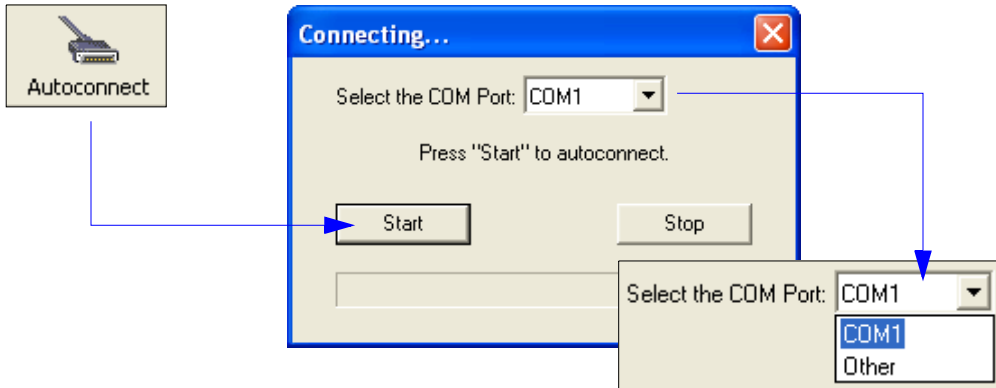 Autoconnect
Connecting...
Select the COM Port: COM1
Press "Start" to autoconnect.
Start Stop
Select the COM Port: COM1
COM1
Other